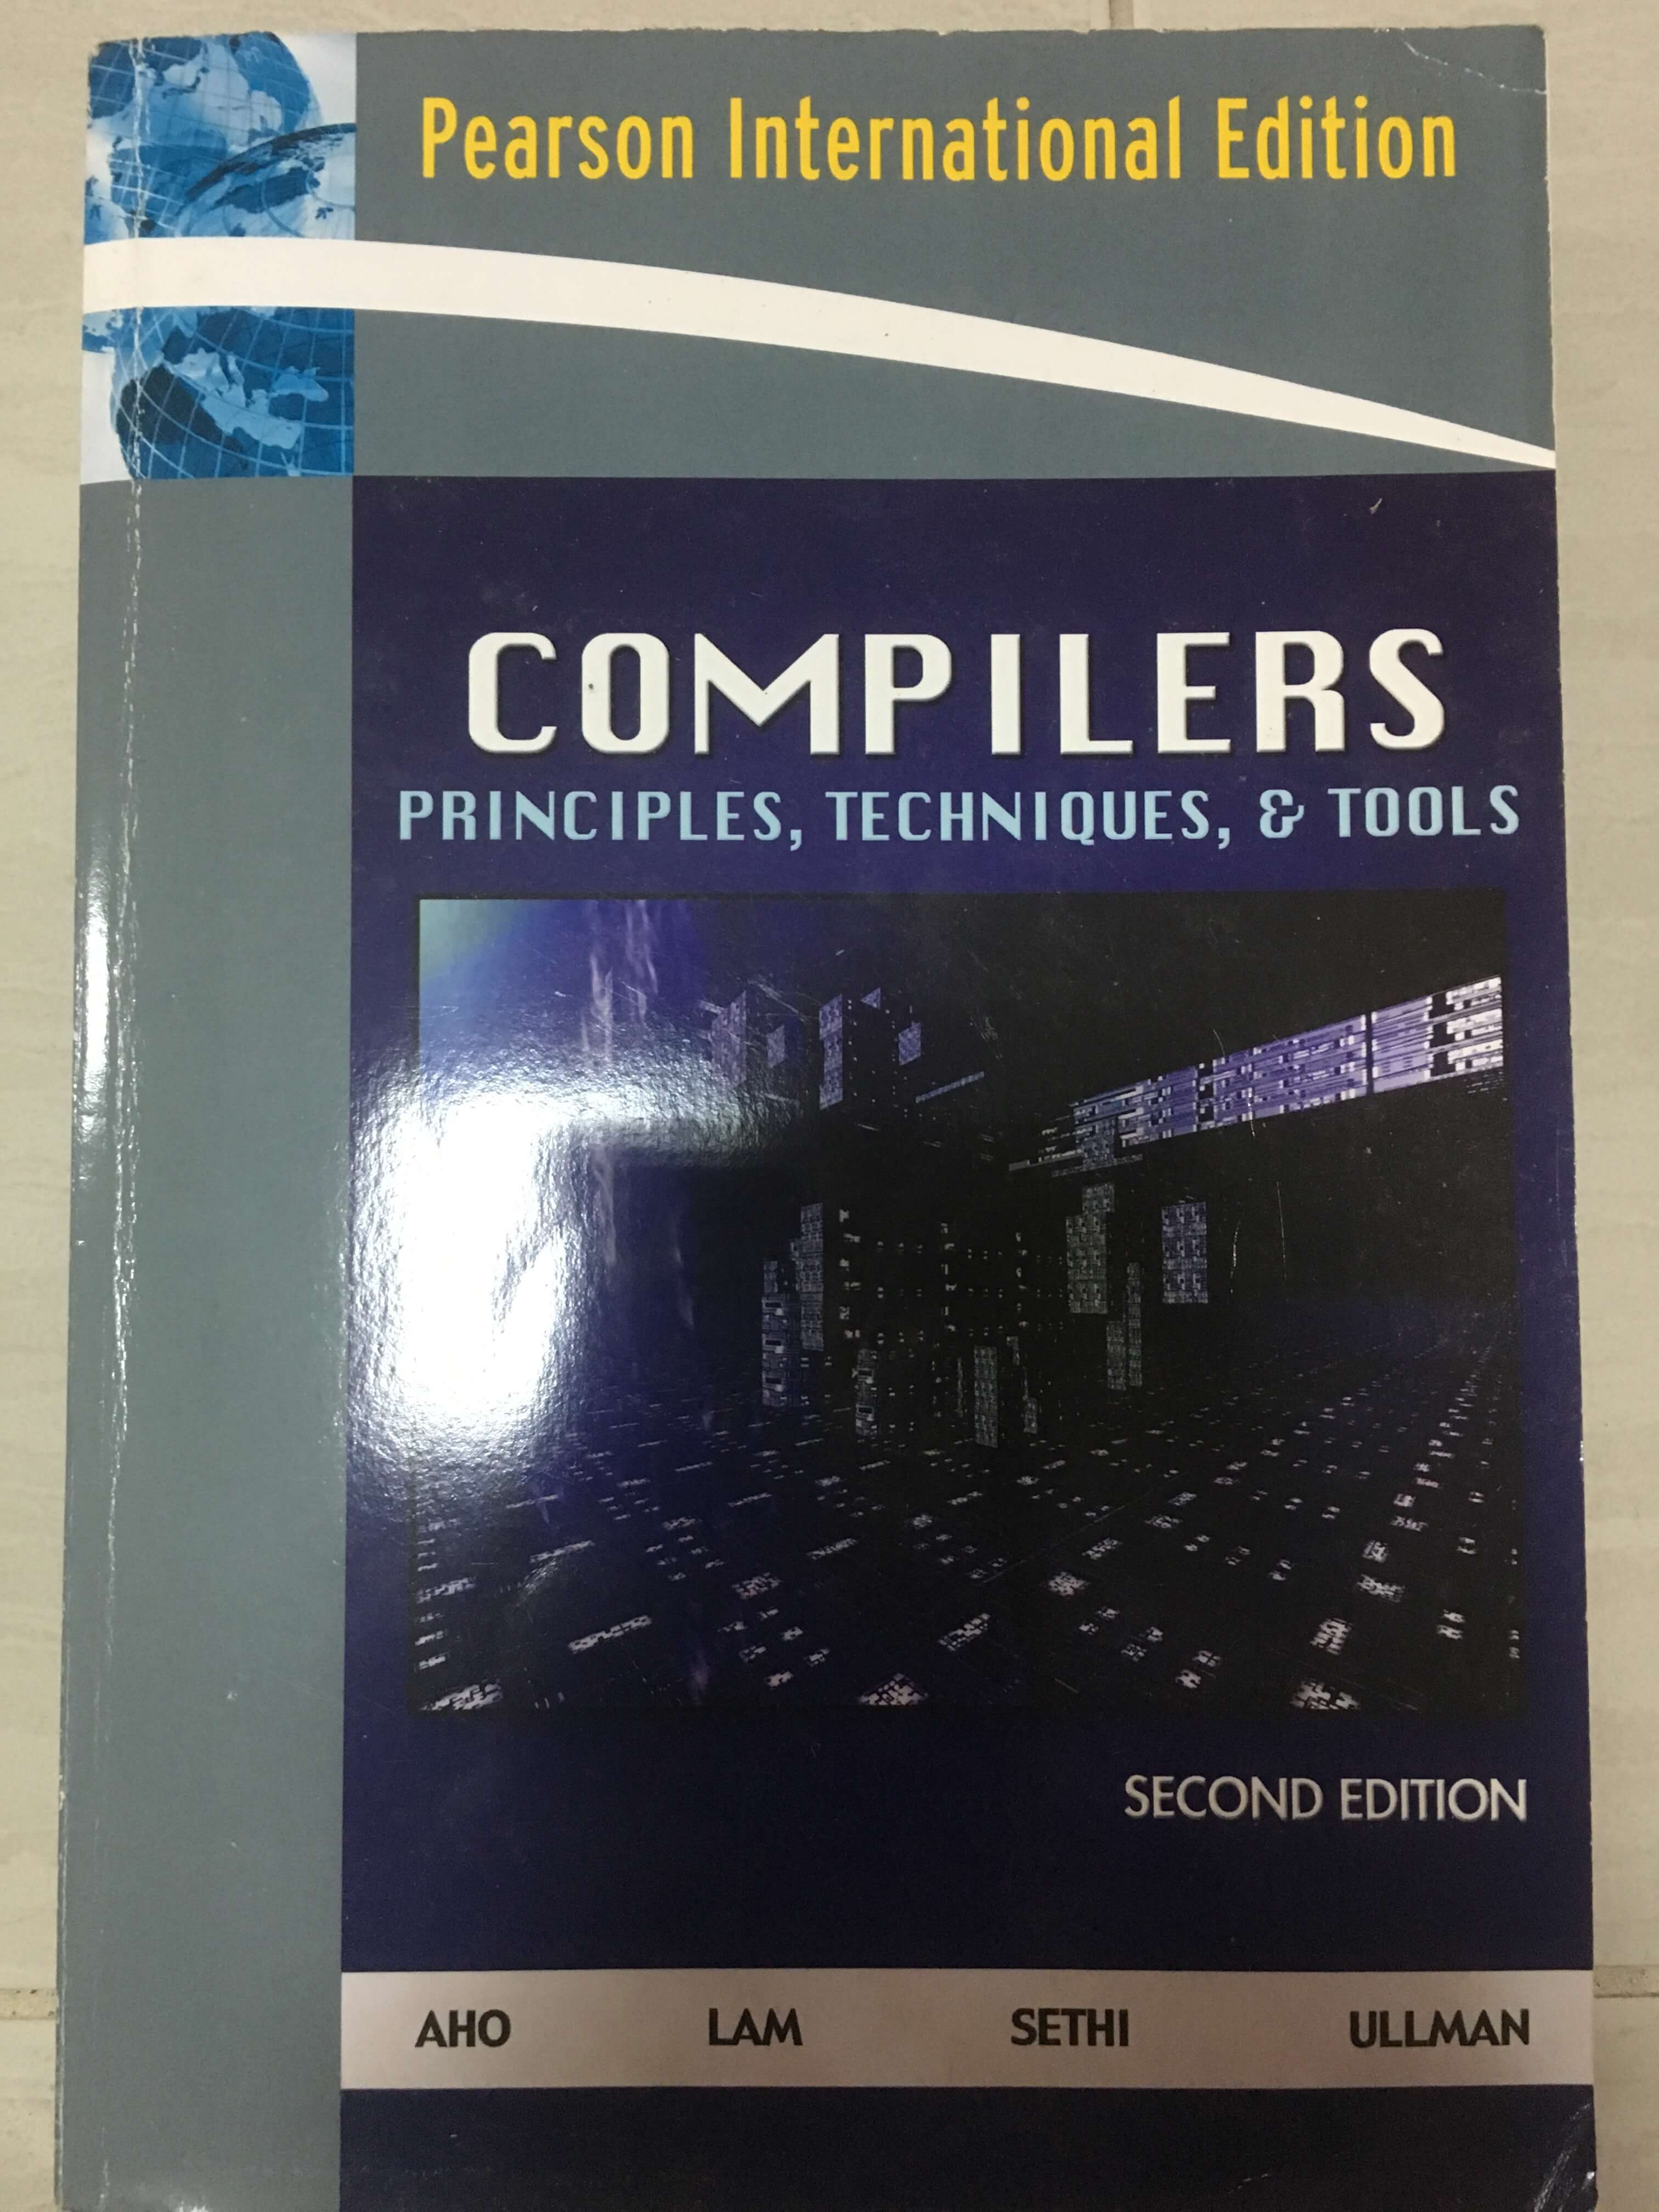 Pearson International Edition
COMPILERS
PRINCIPLES, TECHNIQUES, & TOOLS
SECOND EDITION
AHO LAM SETHI ULLMAN